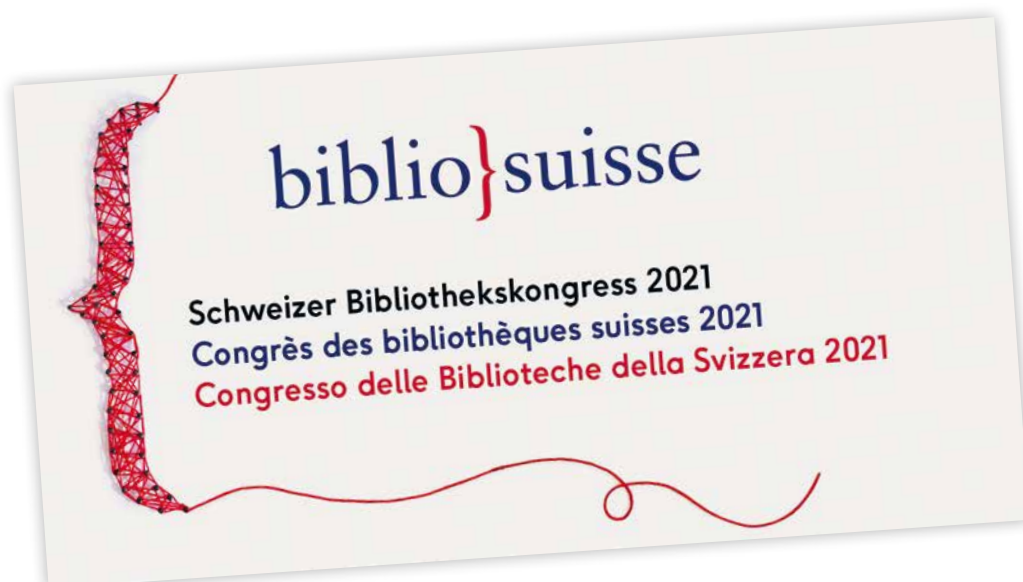 biblio}suisse
Schweizer Bibliothekskongress 2021
Congrès des bibliothèques suisses 2021
Congresso delle Biblioteche della Svizzera 2021